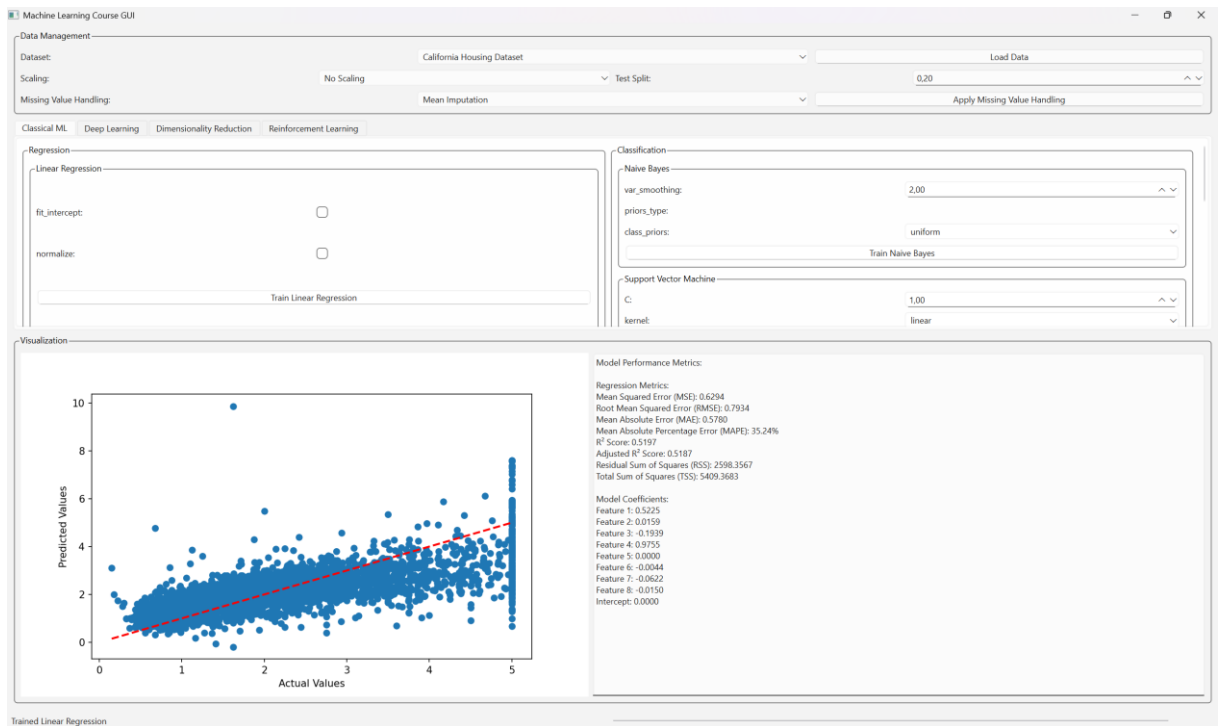 Machine Learning Course GUI
Data Management
Dataset: California Housing Dataset Load Data
Scaling: No Scaling Test Split: 0,20
Missing Value Handling: Mean Imputation Apply Missing Value Handling
Classical ML Deep Learning Dimensionality Reduction Reinforcement Learning
Regression
Linear Regression
fit_intercept:
normalize:
Train Linear Regression
Classification
Naive Bayes
var_smoothing: 2,00
priors_type:
class_priors: uniform
Train Naive Bayes
Support Vector Machine
C: 1,00
kernel: linear
Visualization
10
8
6
4
2
0
Predicted Values
0 1 2 3 4 5
Actual Values
Model Performance Metrics:
Regression Metrics:
Mean Squared Error (MSE): 0.6294
Root Mean Squared Error (RMSE): 0.7934
Mean Absolute Error (MAE): 0.5780
Mean Absolute Percentage Error (MAPE): 35.24%
R² Score: 0.5197
Adjusted R² Score: 0.5187
Residual Sum of Squares (RSS): 2598.3567
Total Sum of Squares (TSS): 5409.3683
Model Coefficients:
Feature 1: 0.5225
Feature 2: 0.0159
Feature 3: -0.1939
Feature 4: 0.9755
Feature 5: 0.0000
Feature 6: -0.0044
Feature 7: -0.0622
Feature 8: -0.0150
Intercept: 0.0000
Trained Linear Regression